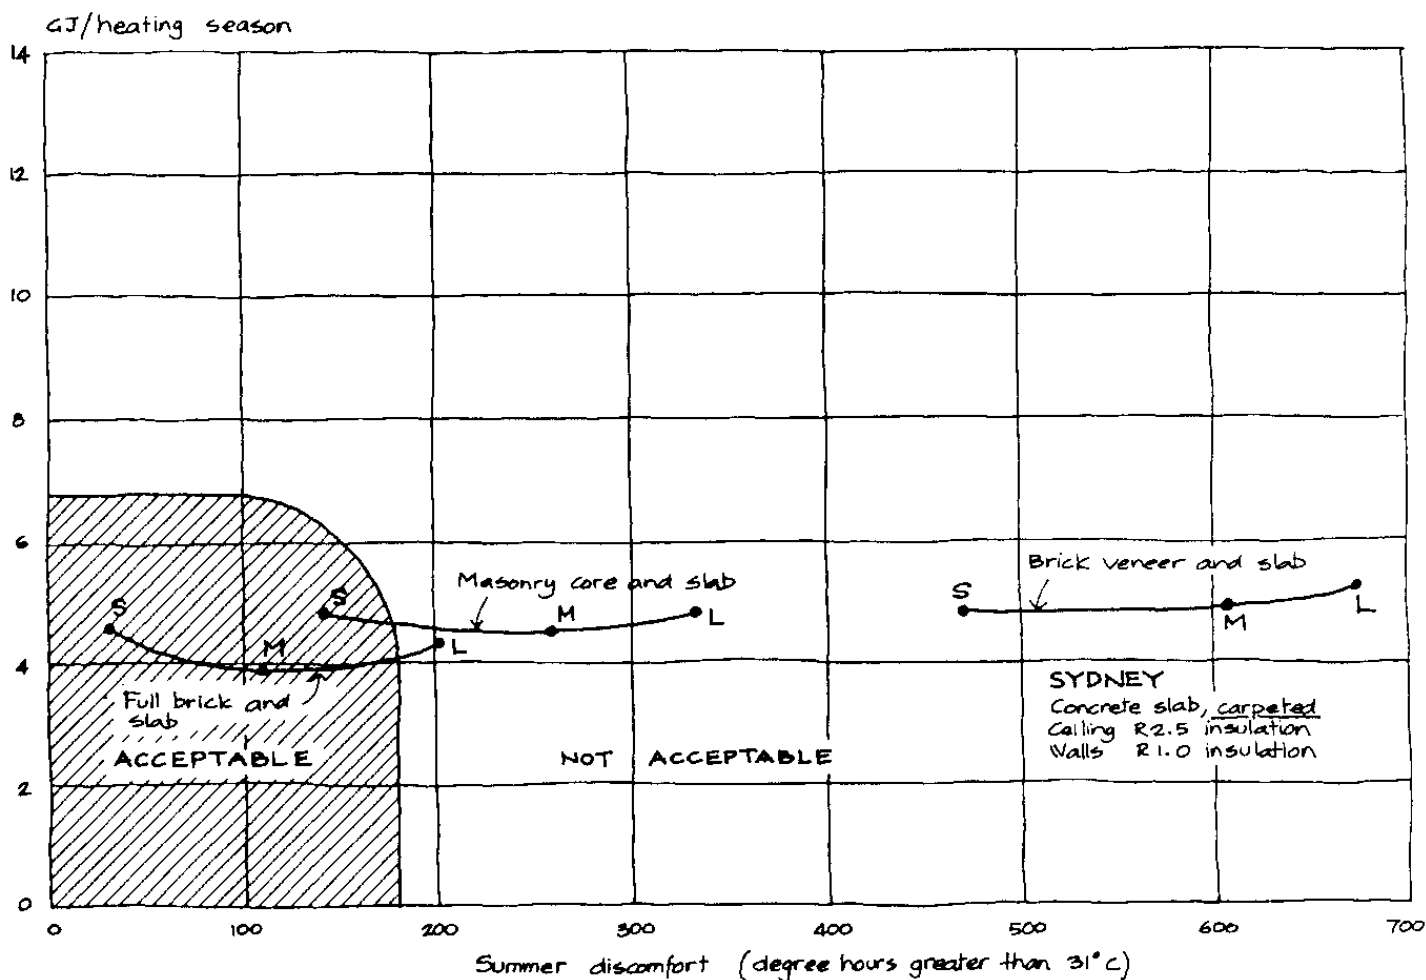 GJ/heating season
14
12
10
8
6
4
2
0
S
M
L
Full brick and
slab
S
Masonry core and slab
M
L
S
Brick veneer and slab
M
L
ACCEPTABLE
NOT ACCEPTABLE
SYDNEY
Concrete slab, carpeted
Ceiling R2.5 insulation
Walls R1.0 insulation
0 100 200 300 400 500 600 700
Summer discomfort (degree hours greater than 31°C)